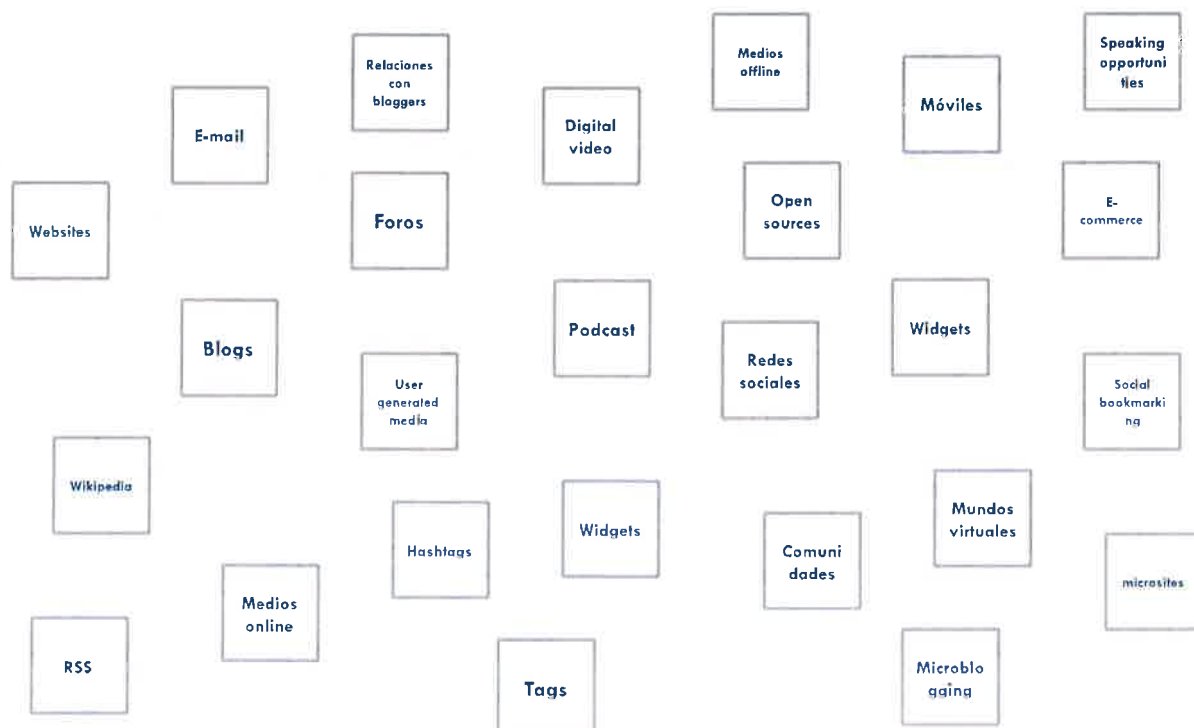 Relaciones
con
bloggers
Medios
offline
Speaking
opportuni
ties
E-mail
Digital
video
Móviles
Websites
Foros
Open
sources
E-
commerce
Blogs
Podcast
Redes
sociales
Widgets
User
generated
media
Social
bookmarki
ng
Wikipedia
Hashtags
Widgets
Comuni
dades
Mundos
virtuales
microsites
Medios
online
RSS
Tags
Microblo
gging